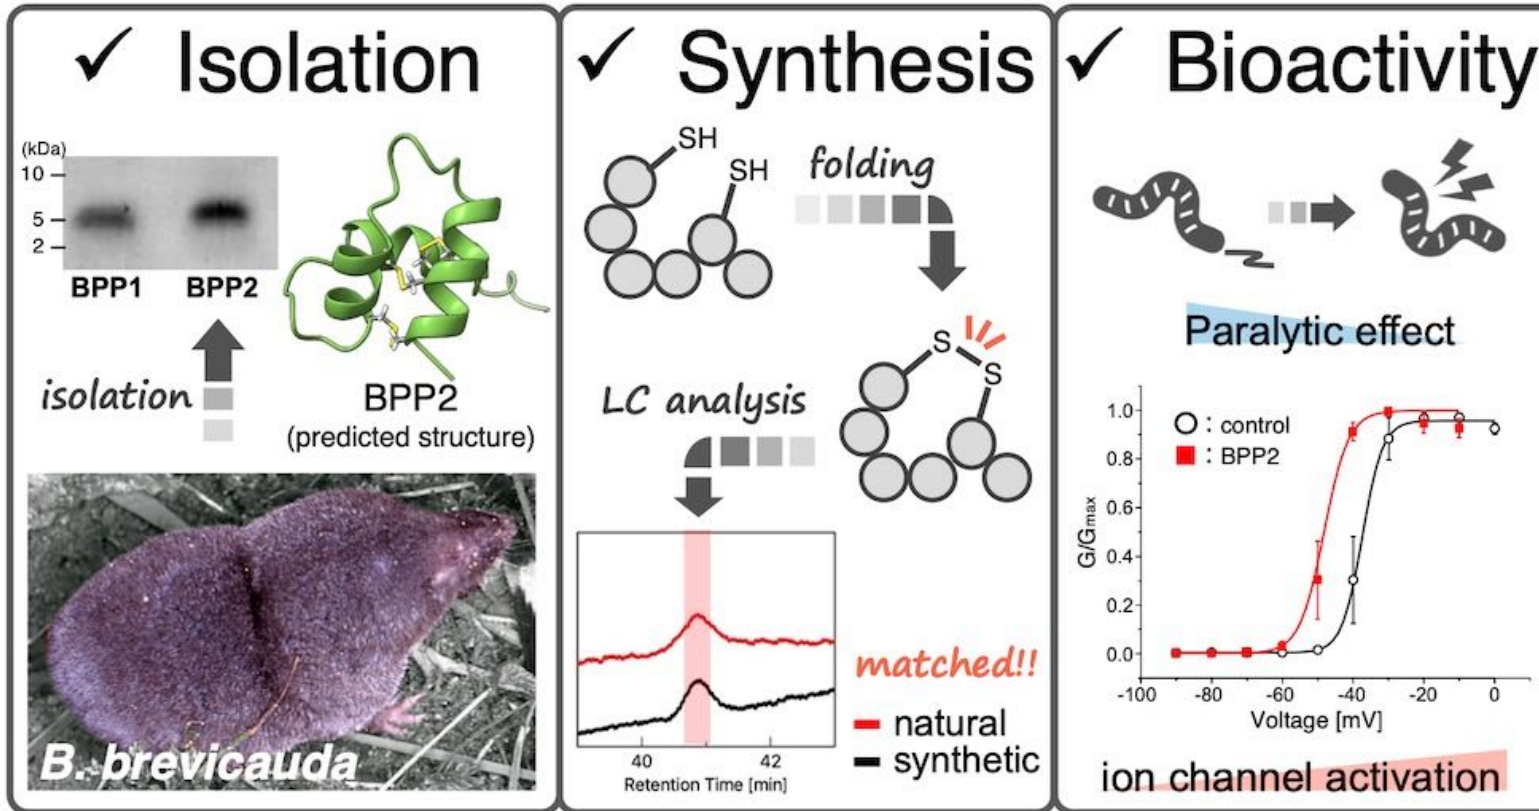 ✓ Isolation
(kDa)
10
5
2
BPP1 BPP2
isolation
BPP2
(predicted structure)
B. brevicauda
✓ Synthesis
SH
SH
folding
S
S
LC analysis
matched!!
natural
synthetic
40 42
Retention Time [min]
✓ Bioactivity
Paralytic effect
1.0
0.8
0.6
0.4
0.2
0.0
G/Gmax
: control
: BPP2
-100 -80 -60 -40 -20 0
Voltage [mV]
ion channel activation